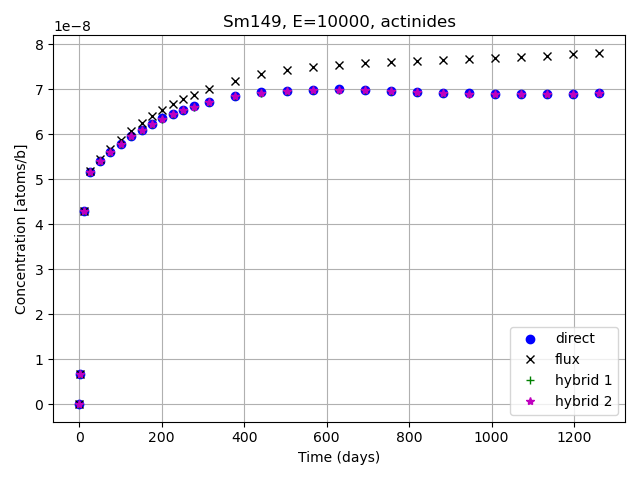 Sm149, E=10000, actinides
1e−8
8
7
6
5
4
3
2
1
0
Concentration [atoms/b]
0 200 400 600 800 1000 1200
Time (days)
direct
flux
hybrid 1
hybrid 2